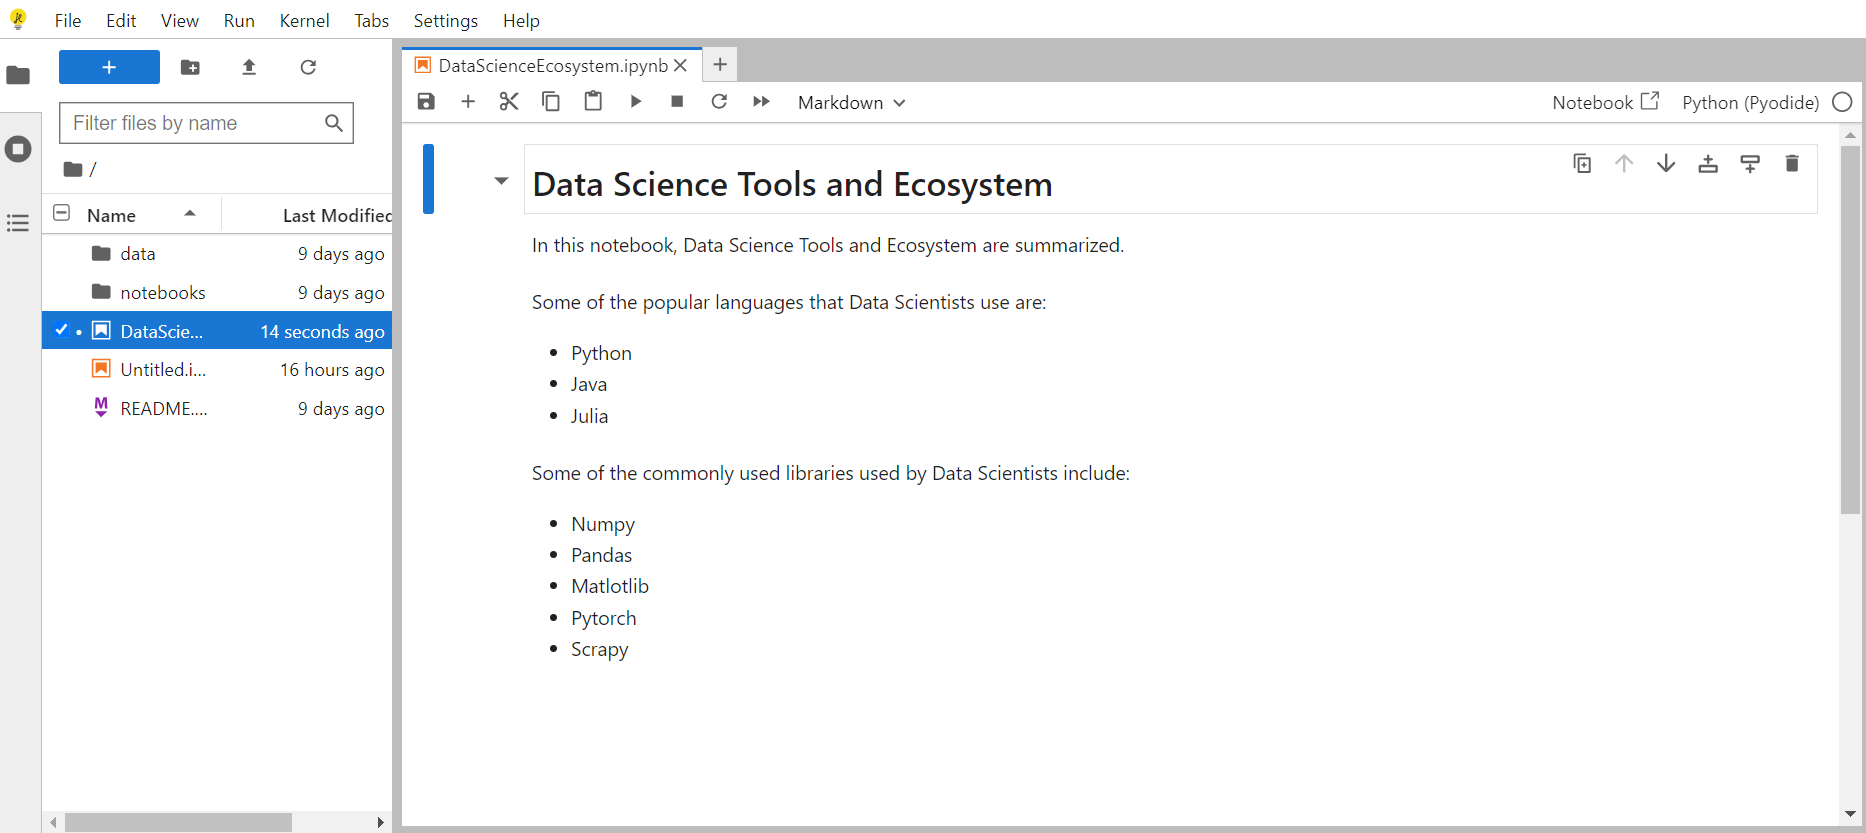 File Edit View Run Kernel Tabs Settings Help
Filter files by name
/
Name Last Modified
data 9 days ago
notebooks 9 days ago
DataScie... 14 seconds ago
Untitled.i... 16 hours ago
README.... 9 days ago
DataScienceEcosystem.ipynb
Markdown Notebook Python (Pyodide)
Data Science Tools and Ecosystem
In this notebook, Data Science Tools and Ecosystem are summarized.
Some of the popular languages that Data Scientists use are:
• Python
• Java
• Julia
Some of the commonly used libraries used by Data Scientists include:
• Numpy
• Pandas
• Matlotlib
• Pytorch
• Scrapy